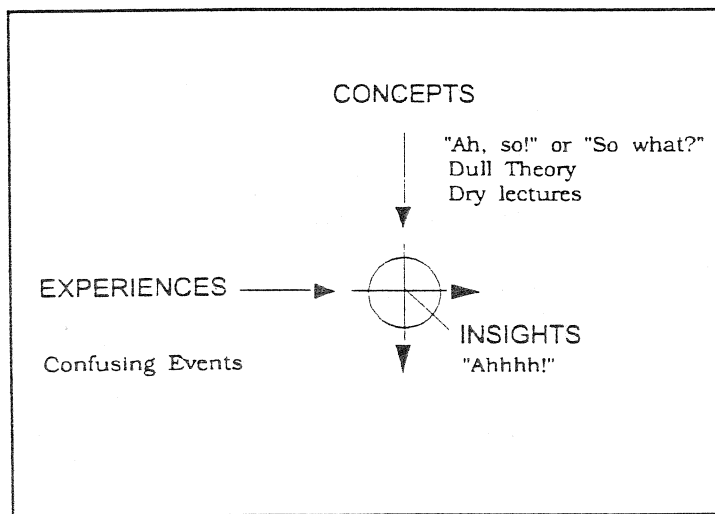 CONCEPTS
"Ah, so!" or "So what?"
Dull Theory
Dry lectures
EXPERIENCES
Confusing Events
INSIGHTS
"Ahhhh!"